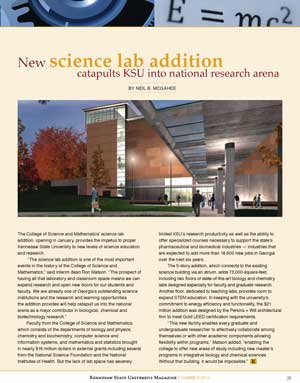 E = mc²
New science lab addition
catapults KSU into national research arena
BY NEIL B. MCGAHEE
The College of Science and Mathematics' science lab
addition, opening in January, provides the impetus to propel
Kennesaw State University to new levels of science education
and research.
"The science lab addition is one of the most important
events in the history of the College of Science and
Mathematics," said interim dean Ron Matson. "The prospect of
having all that laboratory and classroom space means we can
expand research and open more doors for our students and
faculty. We are already one of Georgia's outstanding science
institutions and the research and learning opportunities
the addition provides will help catapult us into the national
arena as a major contributor in biological, chemical and
biotechnology research."
Faculty from the College of Science and Mathematics,
which consists of the departments of biology and physics,
chemistry and biochemistry, computer science and
information systems, and mathematics and statistics brought
in nearly $16 million dollars in external grants including several
from the National Science Foundation and the National
Institutes of Health. But the lack of lab space has severely
limited KSU's research productivity as well as the ability to
offer specialized courses necessary to support the state's
pharmaceutical and biomedical industries — industries that
are expected to add more than 18,600 new jobs in Georgia
over the next six years.
The 5-story addition, which connects to the existing
science building via an atrium, adds 73,000-square-feet,
including two floors of state-of-the-art biology and chemistry
labs designed especially for faculty and graduate research.
Another floor, dedicated to teaching labs, provides room to
expand STEM education. In keeping with the university's
commitment to energy efficiency and functionality, the $21
million addition was designed by the Perkins + Will architectural
firm to meet Gold LEED certification requirements.
"This new facility enables every graduate and
undergraduate researcher to effectively collaborate among
themselves or with other academic components allowing
flexibility within programs," Matson added, "enabling the
college to offer new areas of study including new master's
programs in integrative biology and chemical sciences
Without that building, it would be impossible."
KENNESAW STATE UNIVERSITY MAGAZINE | SUMMER 2012
25